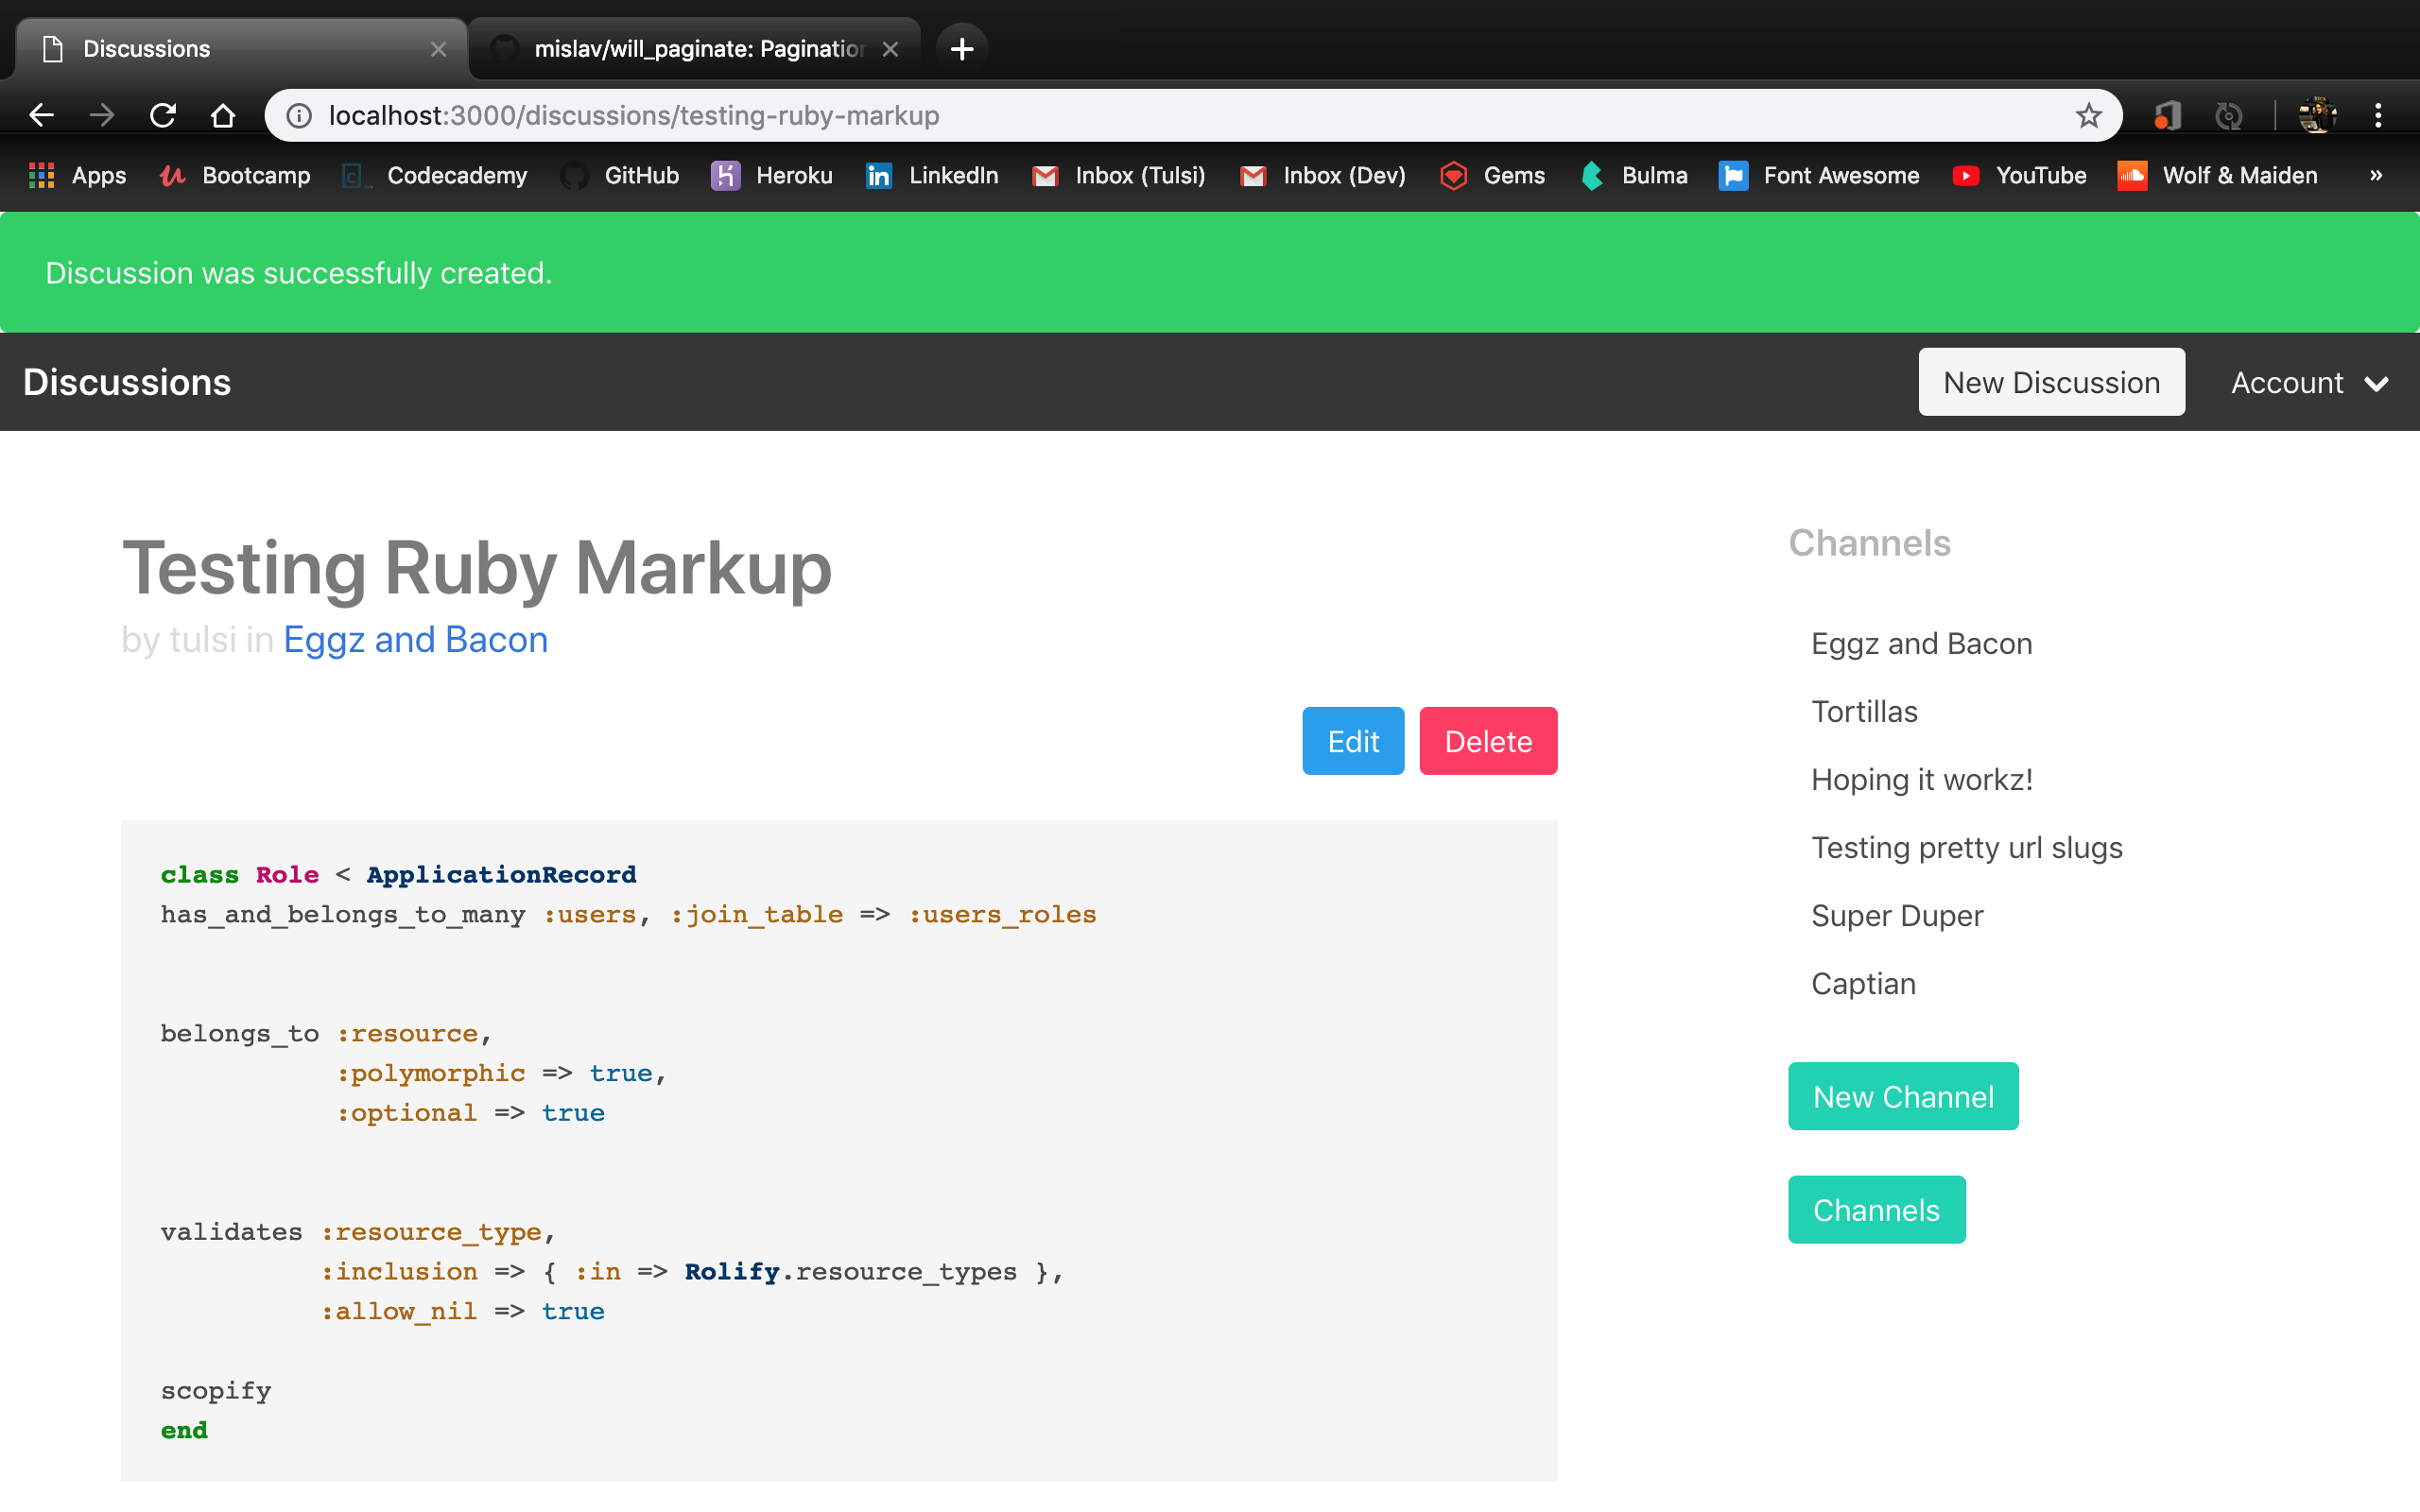 Discussions
mislav/will_paginate: Pagination
localhost:3000/discussions/testing-ruby-markup
Apps Bootcamp Codecademy GitHub Heroku LinkedIn Inbox (Tulsi) Inbox (Dev) Gems Bulma Font Awesome YouTube Wolf & Maiden »
Discussion was successfully created.
Discussions New Discussion Account
Testing Ruby Markup
by tulsi in Eggz and Bacon
Edit Delete
class Role < ApplicationRecord
has_and_belongs_to_many :users, :join_table => :users_roles
belongs_to :resource,
           :polymorphic => true,
           :optional => true
validates :resource_type,
          :inclusion => { :in => Rolify.resource_types },
          :allow_nil => true
scopify
end
Channels
Eggz and Bacon
Tortillas
Hoping it workz!
Testing pretty url slugs
Super Duper
Captian
New Channel
Channels